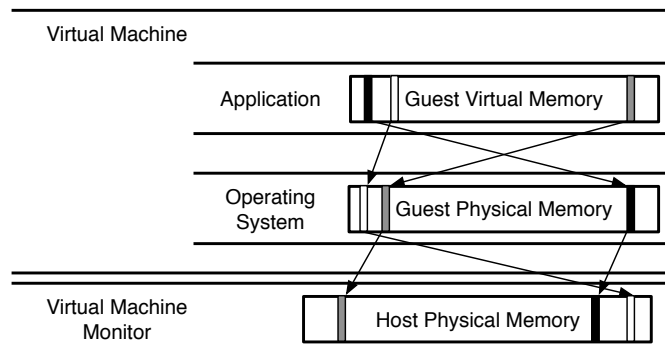 Virtual Machine
Application
Guest Virtual Memory
Operating
System
Guest Physical Memory
Virtual Machine
Monitor
Host Physical Memory